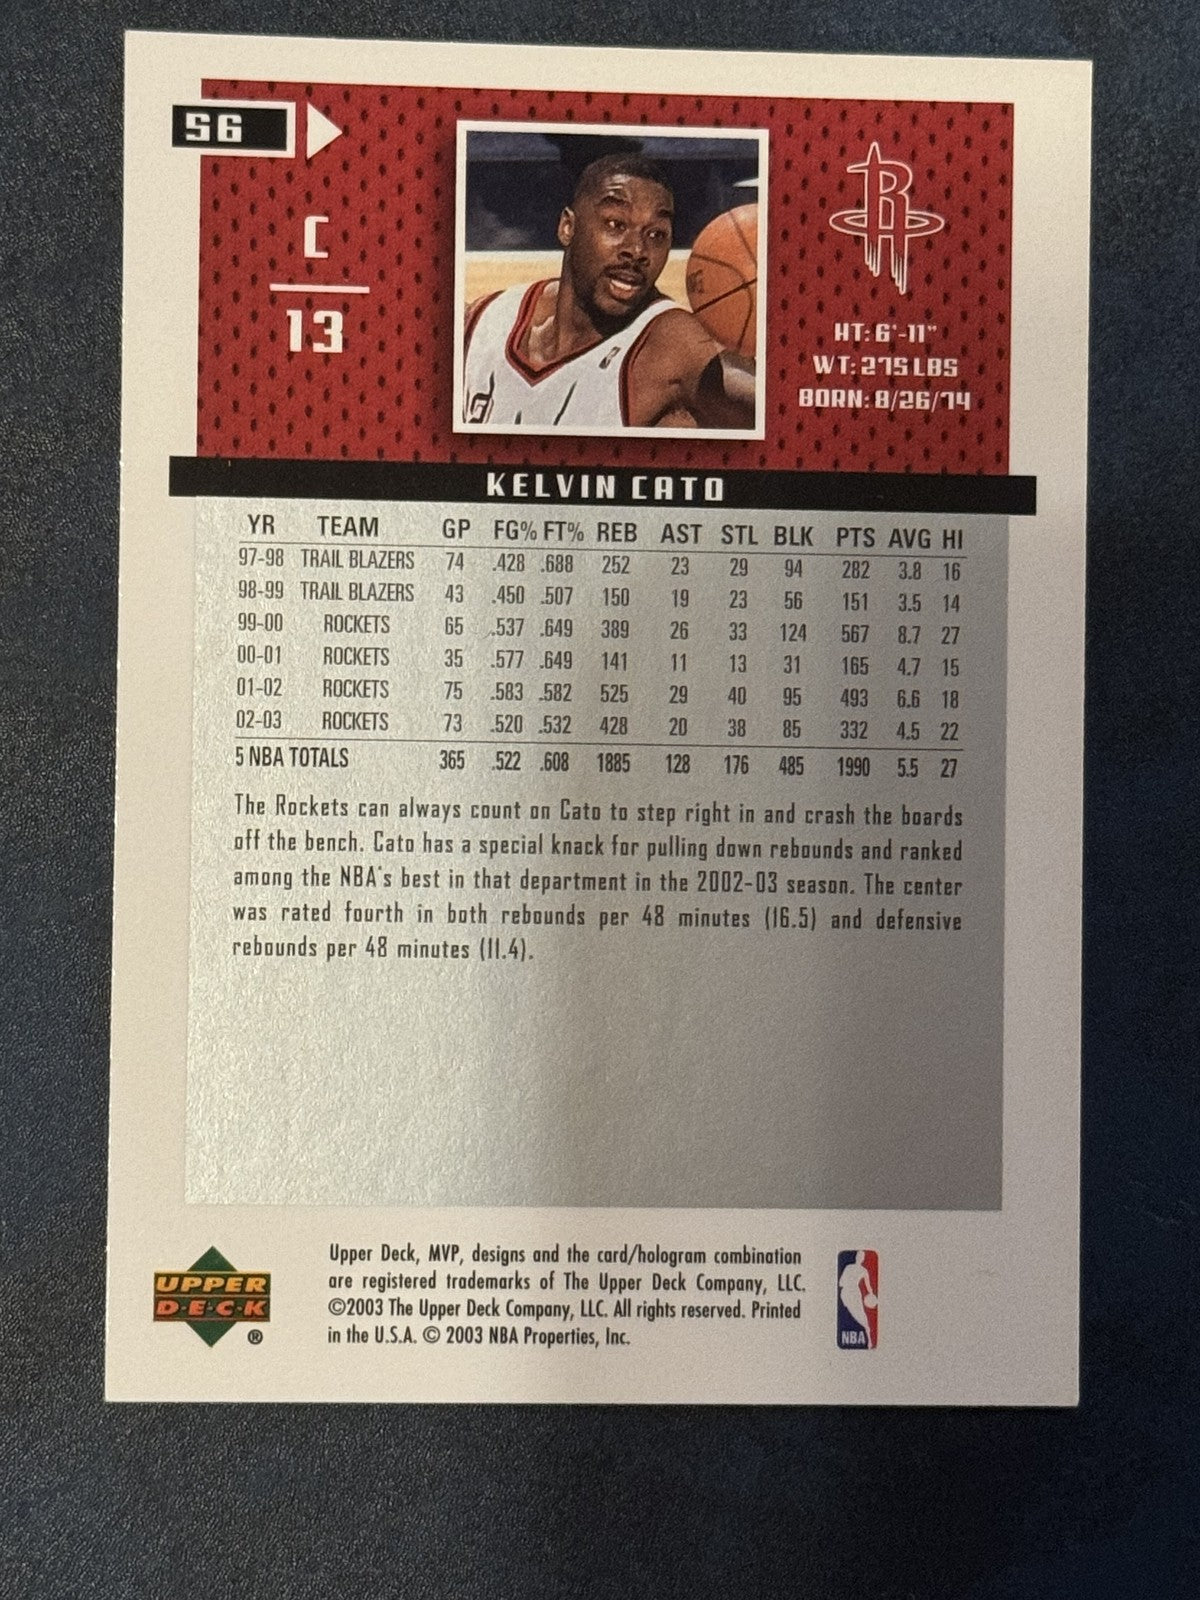 56
C
13
HT: 6'-11"
WT: 275 LBS
BORN: 8/26/74
KELVIN CATO
YR TEAM GP FG% FT% REB AST STL BLK PTS AVG HI
97-98 TRAIL BLAZERS 74 .428 .688 252 23 29 94 282 3.8 16
98-99 TRAIL BLAZERS 43 .450 .507 150 19 23 56 151 3.5 14
99-00 ROCKETS 65 .537 .649 389 26 33 124 567 8.7 27
00-01 ROCKETS 35 .577 .649 141 11 13 31 165 4.7 15
01-02 ROCKETS 75 .583 .582 525 29 40 95 493 6.6 18
02-03 ROCKETS 73 .520 .532 428 20 38 85 332 4.5 22
5 NBA TOTALS 365 .522 .608 1885 128 176 485 1990 5.5 27
The Rockets can always count on Cato to step right in and crash the boards
off the bench. Cato has a special knack for pulling down rebounds and ranked
among the NBA's best in that department in the 2002-03 season. The center
was rated fourth in both rebounds per 48 minutes (16.5) and defensive
rebounds per 48 minutes (11.4).
UPPER
D·E·C·K
®
Upper Deck, MVP, designs and the card/hologram combination
are registered trademarks of The Upper Deck Company, LLC.
©2003 The Upper Deck Company, LLC. All rights reserved. Printed
in the U.S.A. © 2003 NBA Properties, Inc.
NBA